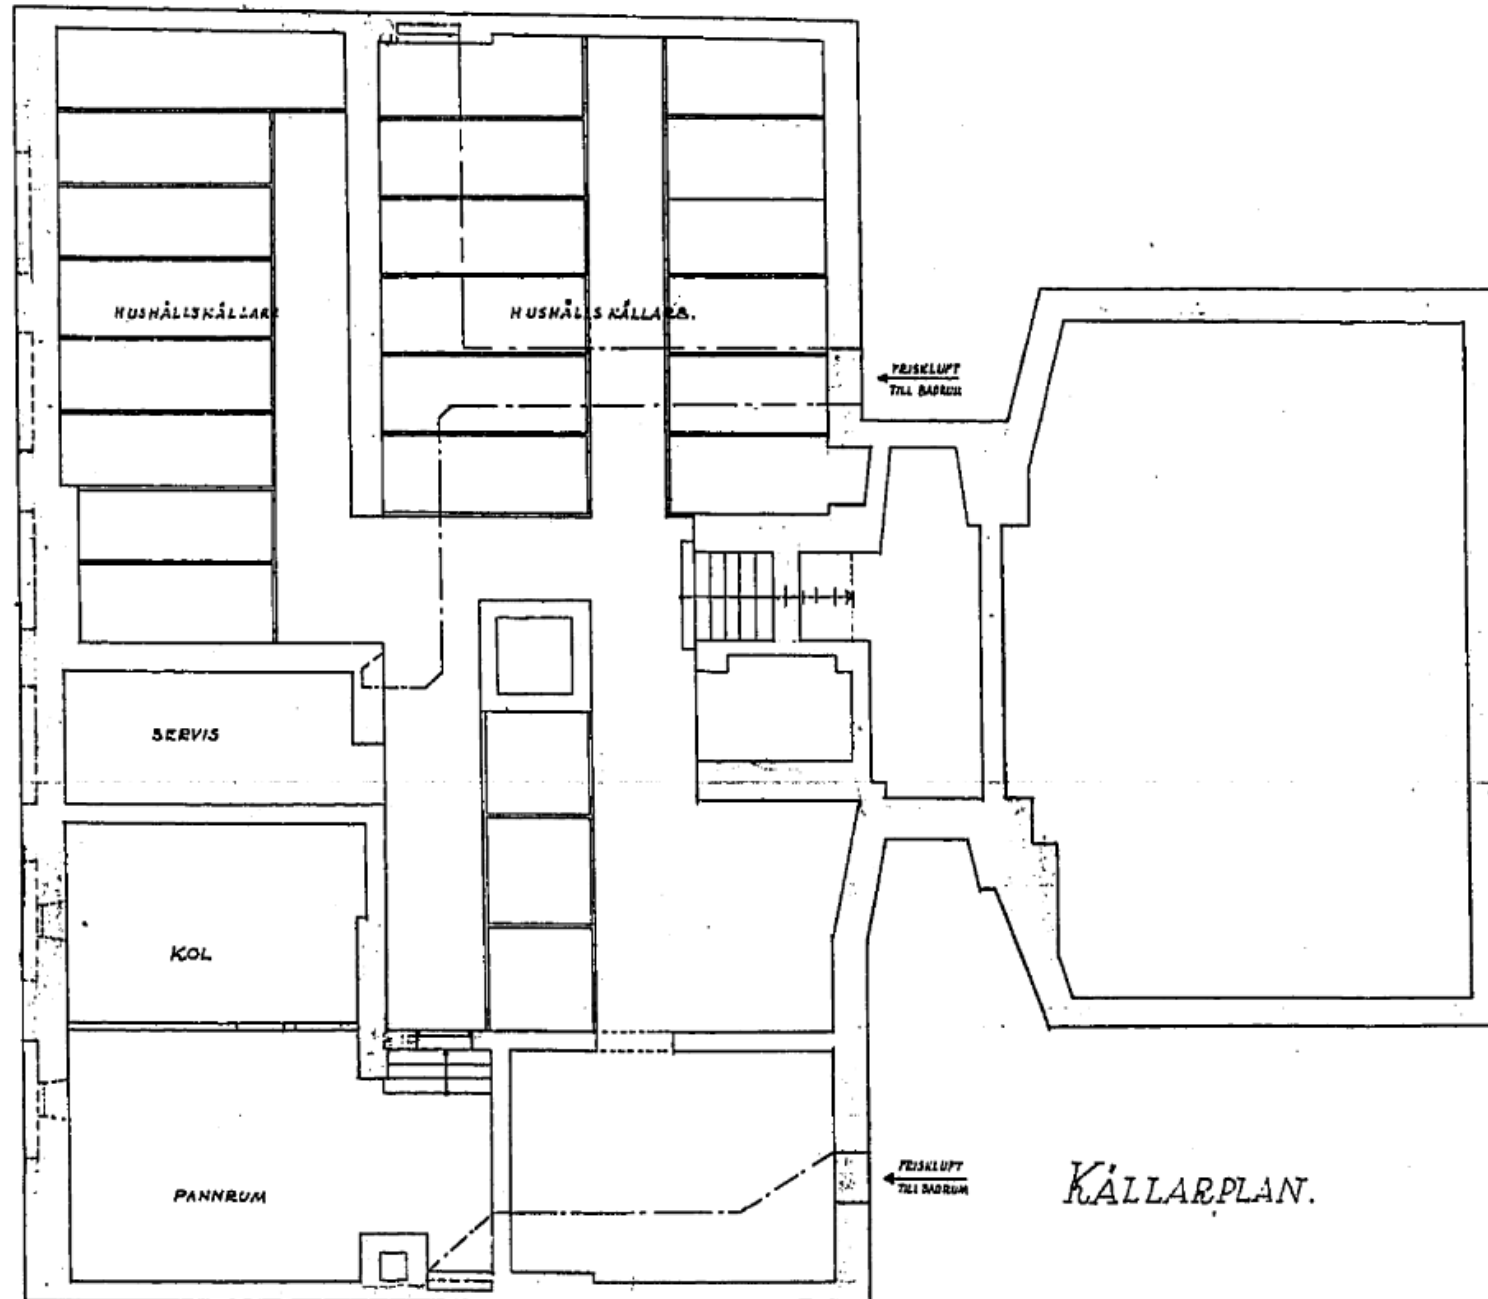 HUSHÅLLSKÄLLARE
HUSHÅLLSKÄLLARE.
FRISKLUFT
TILL BADRUM
SERVIS
KOL
PANNRUM
FRISKLUFT
TILL BADRUM
KÄLLARPLAN.